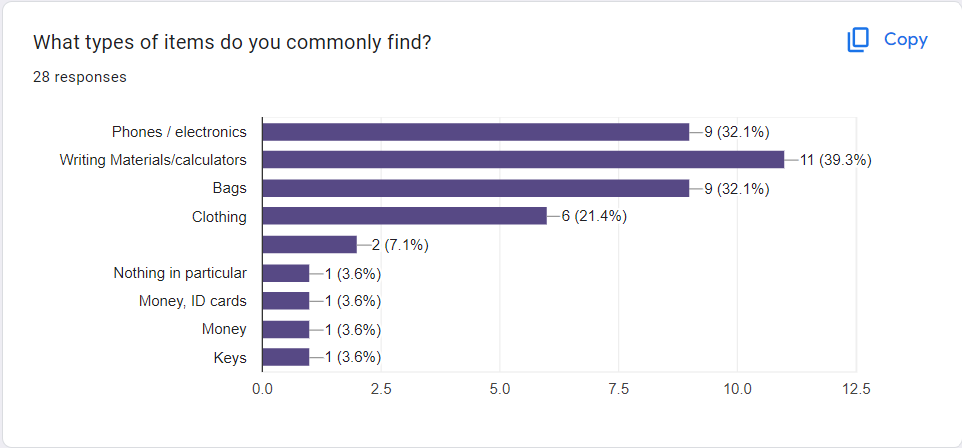 What types of items do you commonly find?
Copy
28 responses
Phones / electronics 9 (32.1%)
Writing Materials/calculators 11 (39.3%)
Bags 9 (32.1%)
Clothing 6 (21.4%)
2 (7.1%)
Nothing in particular 1 (3.6%)
Money, ID cards 1 (3.6%)
Money 1 (3.6%)
Keys 1 (3.6%)
0.0 2.5 5.0 7.5 10.0 12.5